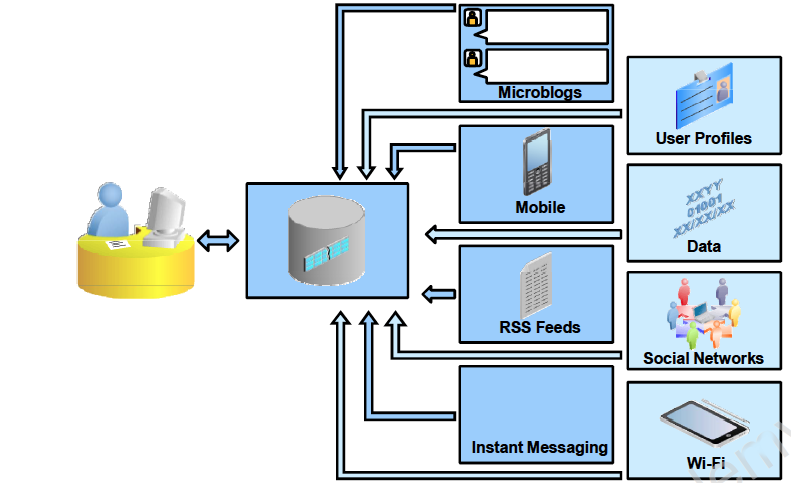 Microblogs
User Profiles
Mobile
XXYY
01001
XX/XX/XX
Data
RSS Feeds
Social Networks
Instant Messaging
Wi-Fi